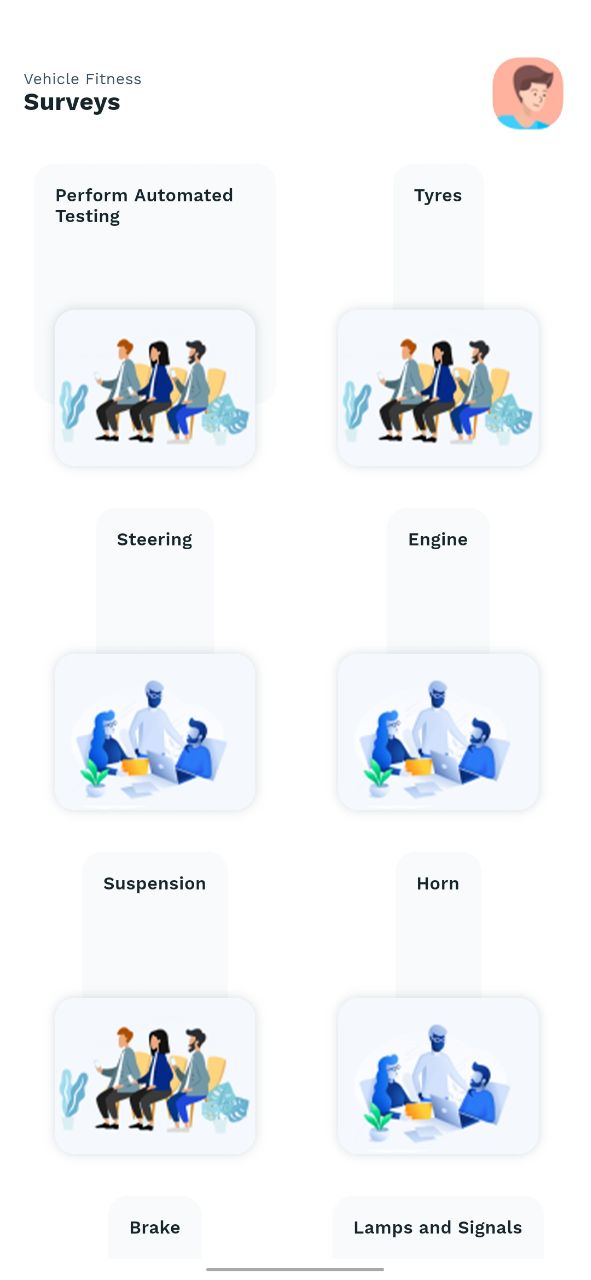 Vehicle Fitness
Surveys
Perform Automated
Testing
Tyres
Steering
Engine
Suspension
Horn
Brake
Lamps and Signals